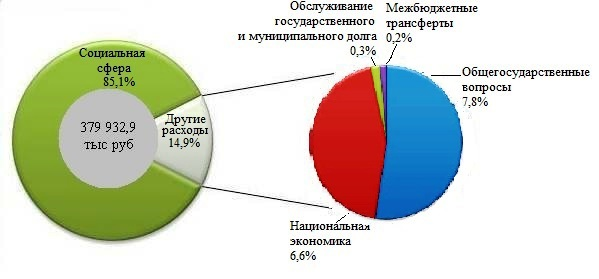 Социальная
сфера
85,1%
379 932,9
тыс руб
Другие
расходы
14,9%
Обслуживание
государственного
и муниципального долга
0,3%
Межбюджетные
трансферты
0,2%
Общегосударственные
вопросы
7,8%
Национальная
экономика
6,6%